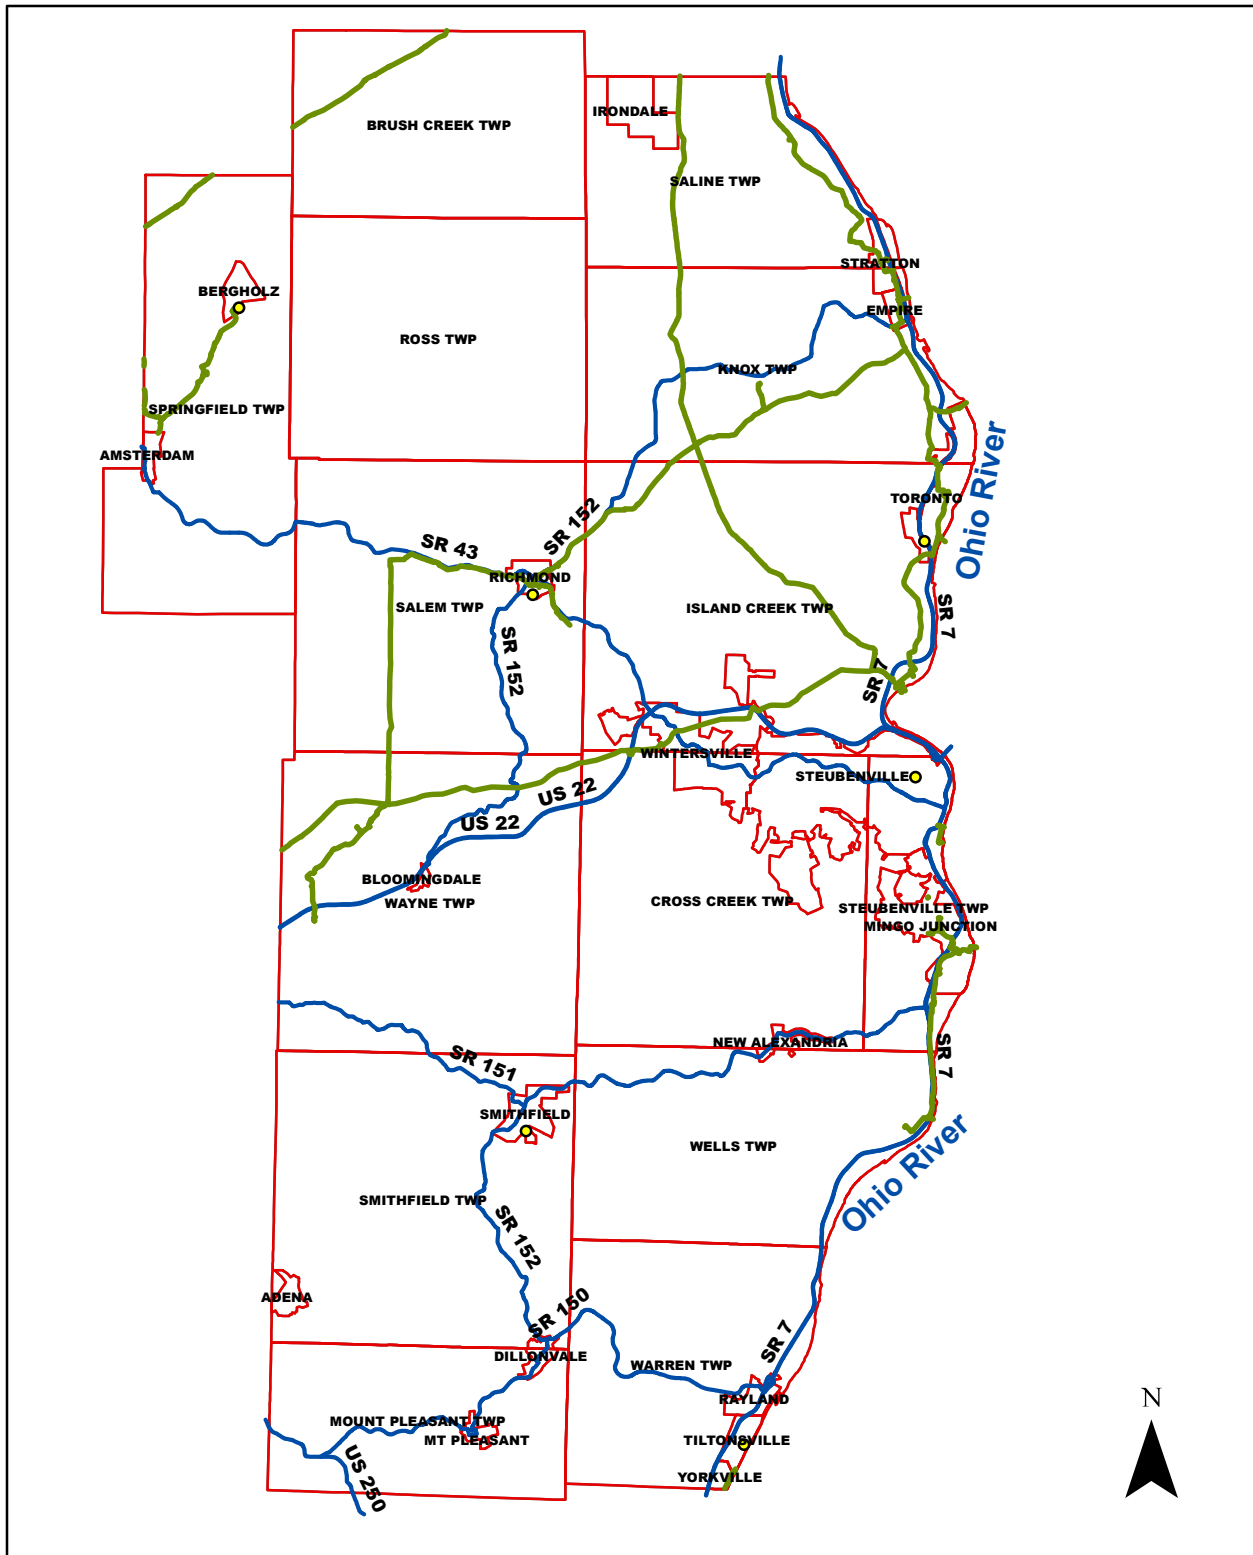 IRONDALE
BRUSH CREEK TWP
SALINE TWP
STRATTON
BERGHOLZ
EMPIRE
ROSS TWP
KNOX TWP
SPRINGFIELD TWP
AMSTERDAM
Ohio River
TORONTO
SR 152
SR 43
RICHMOND
SALEM TWP
ISLAND CREEK TWP
SR 7
SR 152
SR 7
WINTERSVILLE
STEUBENVILLE
US 22
US 22
BLOOMINGDALE
WAYNE TWP
CROSS CREEK TWP
STEUBENVILLE TWP
MINGO JUNCTION
NEW ALEXANDRIA
SR 7
SR 151
SMITHFIELD
WELLS TWP
Ohio River
SMITHFIELD TWP
SR 152
ADENA
SR 150
SR 7
DILLONVALE
WARREN TWP
RAYLAND
N
MOUNT PLEASANT TWP
MT PLEASANT
TILTONSVILLE
YORKVILLE
US 250